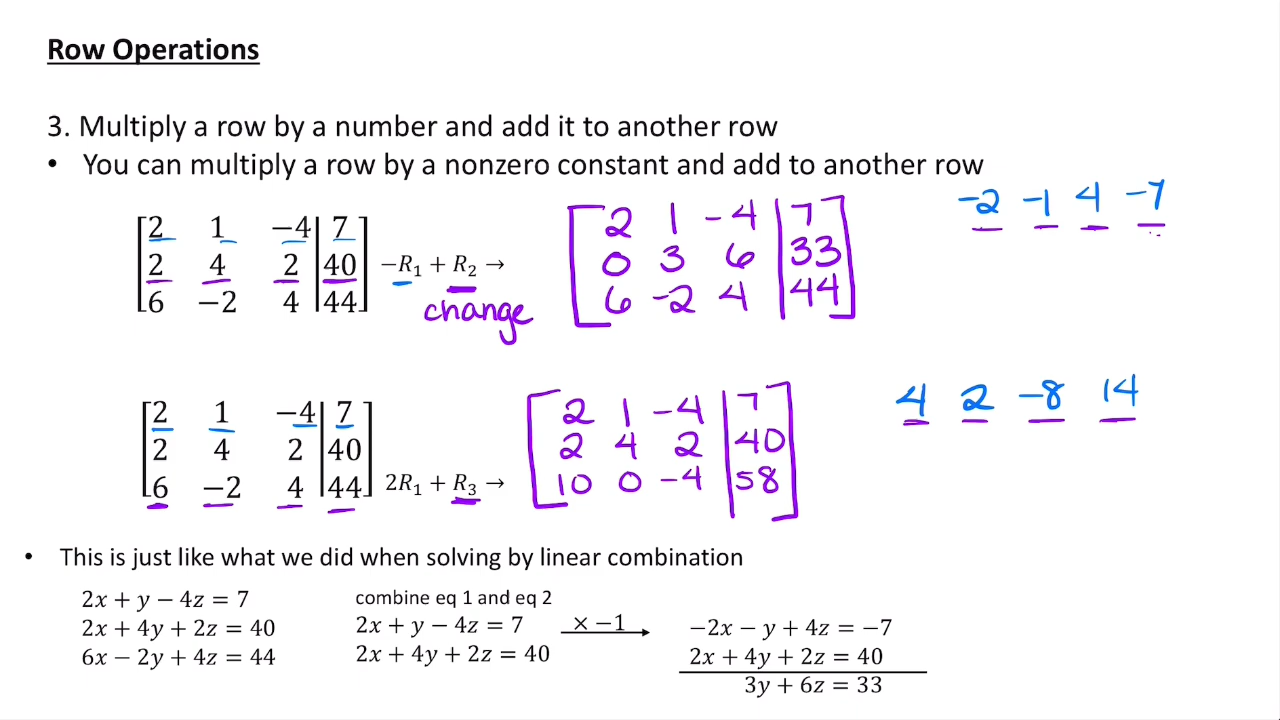 Row Operations
3. Multiply a row by a number and add it to another row
• You can multiply a row by a nonzero constant and add to another row
-2 -1 4 -7
[2 1 −4|7]
[2 4 2|40] −R₁ + R₂ →
[6 −2 4|44]
change
[2 1 -4|7]
[0 3 6|33]
[6 -2 4|44]
4 2 -8 14
[2 1 −4|7]
[2 4 2|40]
[6 −2 4|44] 2R₁ + R₃ →
[2 1 -4|7]
[2 4 2|40]
[10 0 -4|58]
• This is just like what we did when solving by linear combination
2x + y − 4z = 7
2x + 4y + 2z = 40
6x − 2y + 4z = 44
combine eq 1 and eq 2
2x + y − 4z = 7
2x + 4y + 2z = 40
× −1
−2x − y + 4z = −7
2x + 4y + 2z = 40
3y + 6z = 33